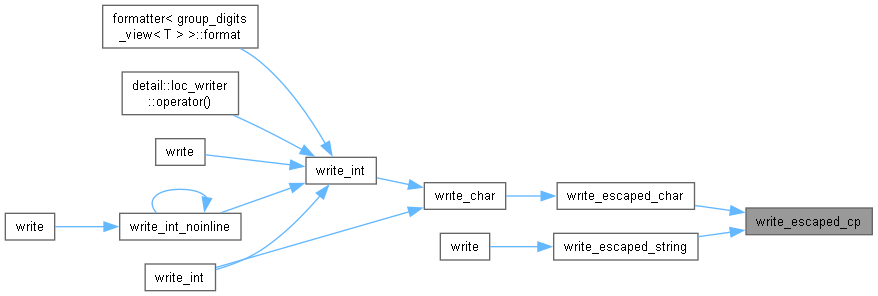 formatter< group_digits
_view< T > >::format
detail::loc_writer
::operator()
write
write_int
write_char
write_escaped_char
write_escaped_cp
write
write_int_noinline
write
write_escaped_string
write_int